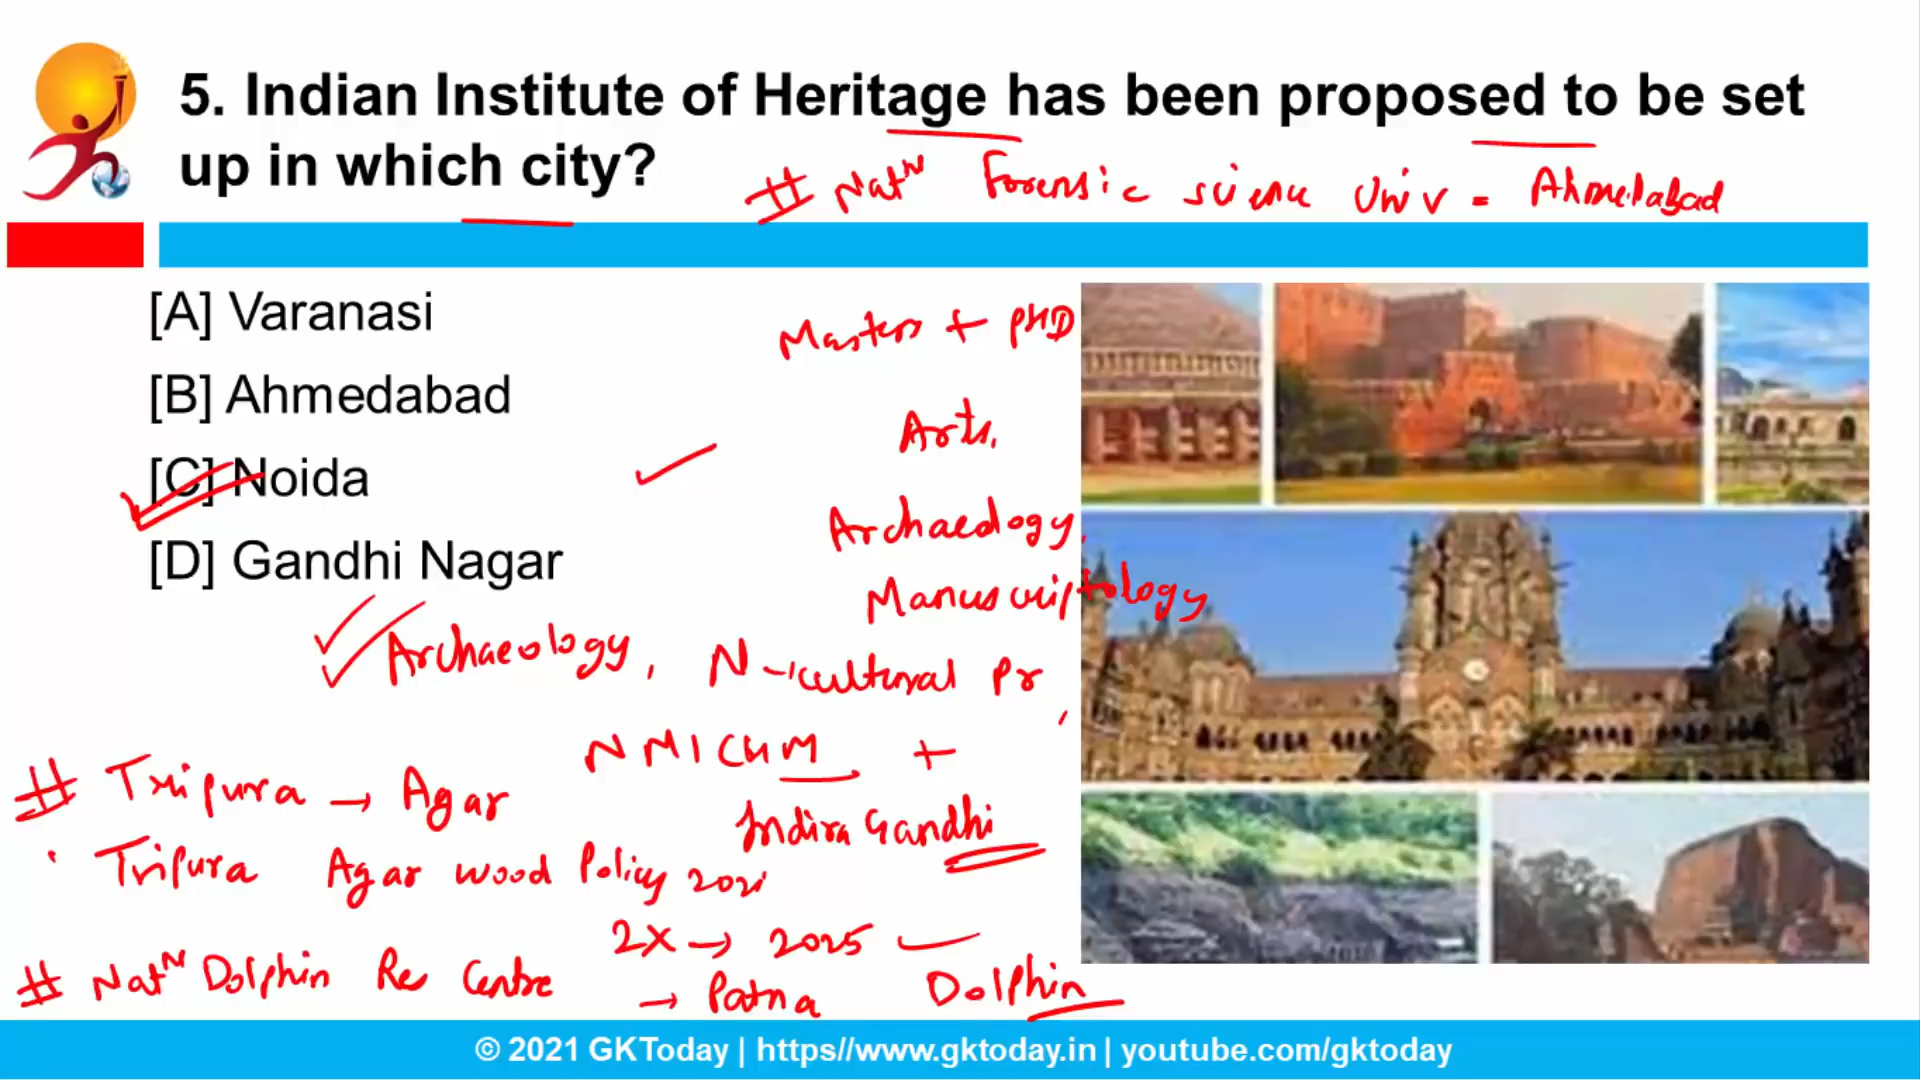 5. Indian Institute of Heritage has been proposed to be set
up in which city?
# Natn Forensic science Univ = Ahmedabad
[A] Varanasi
[B] Ahmedabad
[C] Noida
[D] Gandhi Nagar
Masters + PHD
Arts,
Archaeology,
Manuscriptology
Archaeology, N-cultural Pr,
NMICHM +
Indira Gandhi
# Tripura → Agar
Tripura Agar wood Policy 2021
2X → 2025
# Natn Dolphin Res Centre → Patna Dolphin
© 2021 GKToday | https//www.gktoday.in | youtube.com/gktoday